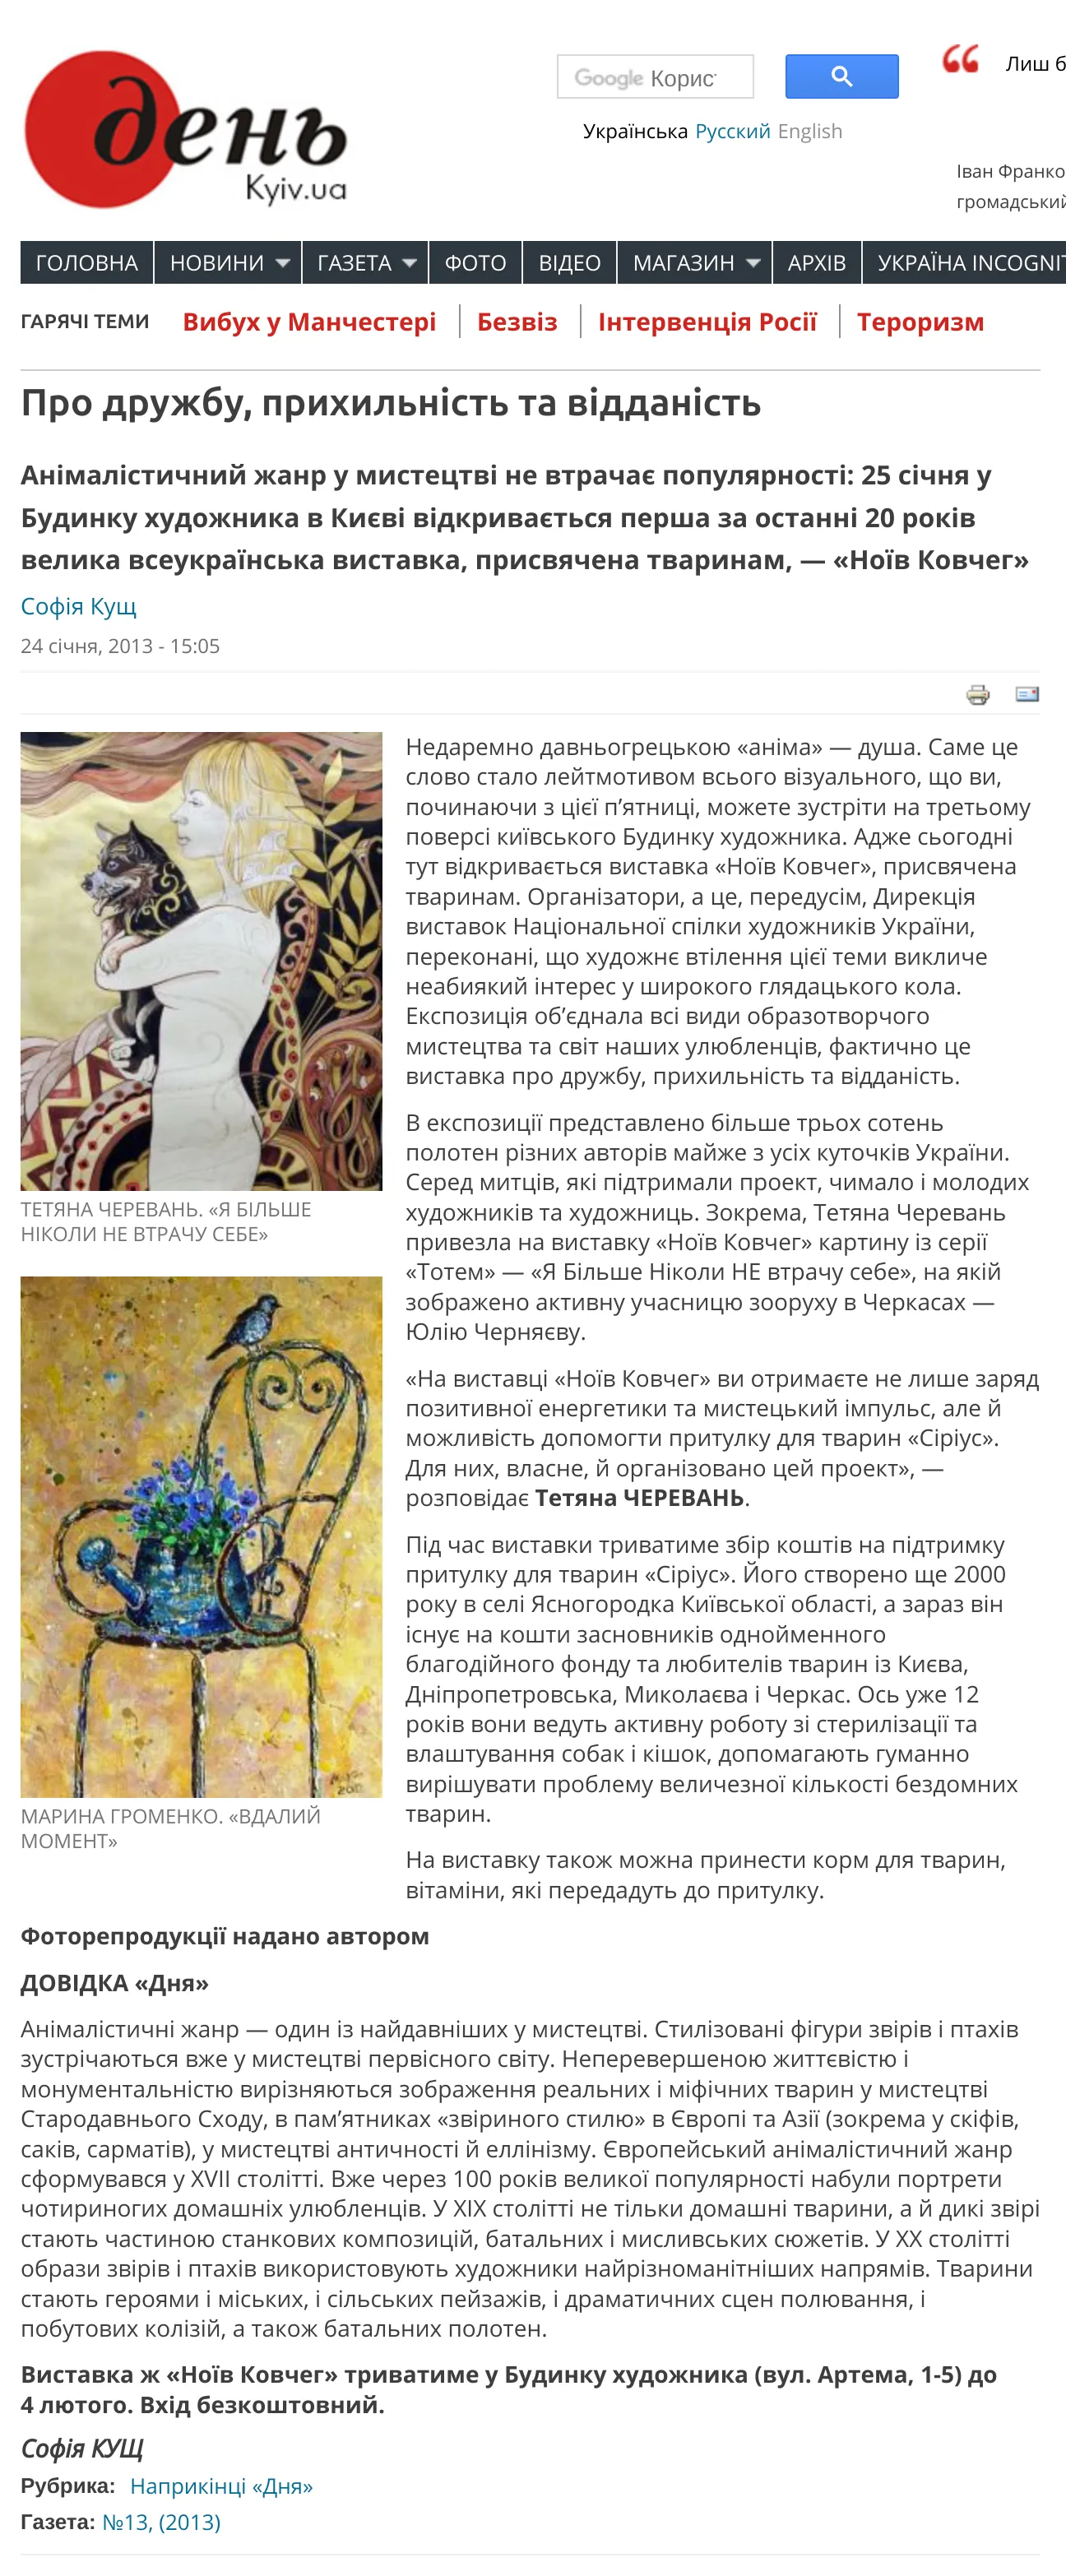 день
Kyiv.ua
Google Корис
Українська Русский English
Лиш б
Іван Франко
громадський
ГОЛОВНА НОВИНИ ГАЗЕТА ФОТО ВІДЕО МАГАЗИН АРХІВ УКРАЇНА INCOGNIT
ГАРЯЧІ ТЕМИ Вибух у Манчестері Безвіз Інтервенція Росії Тероризм
Про дружбу, прихильність та відданість
Анімалістичний жанр у мистецтві не втрачає популярності: 25 січня у
Будинку художника в Києві відкривається перша за останні 20 років
велика всеукраїнська виставка, присвячена тваринам, — «Ноїв Ковчег»
Софія Кущ
24 січня, 2013 - 15:05
ТЕТЯНА ЧЕРЕВАНЬ. «Я БІЛЬШЕ
НІКОЛИ НЕ ВТРАЧУ СЕБЕ»
МАРИНА ГРОМЕНКО. «ВДАЛИЙ
МОМЕНТ»
Недаремно давньогрецькою «аніма» — душа. Саме це
слово стало лейтмотивом всього візуального, що ви,
починаючи з цієї п’ятниці, можете зустріти на третьому
поверсі київського Будинку художника. Адже сьогодні
тут відкривається виставка «Ноїв Ковчег», присвячена
тваринам. Організатори, а це, передусім, Дирекція
виставок Національної спілки художників України,
переконані, що художнє втілення цієї теми викличе
неабиякий інтерес у широкого глядацького кола.
Експозиція об’єднала всі види образотворчого
мистецтва та світ наших улюбленців, фактично це
виставка про дружбу, прихильність та відданість.
В експозиції представлено більше трьох сотень
полотен різних авторів майже з усіх куточків України.
Серед митців, які підтримали проект, чимало і молодих
художників та художниць. Зокрема, Тетяна Черевань
привезла на виставку «Ноїв Ковчег» картину із серії
«Тотем» — «Я Більше Ніколи НЕ втрачу себе», на якій
зображено активну учасницю зооруху в Черкасах —
Юлію Черняєву.
«На виставці «Ноїв Ковчег» ви отримаєте не лише заряд
позитивної енергетики та мистецький імпульс, але й
можливість допомогти притулку для тварин «Сіріус».
Для них, власне, й організовано цей проект», —
розповідає Тетяна ЧЕРЕВАНЬ.
Під час виставки триватиме збір коштів на підтримку
притулку для тварин «Сіріус». Його створено ще 2000
року в селі Ясногородка Київської області, а зараз він
існує на кошти засновників однойменного
благодійного фонду та любителів тварин із Києва,
Дніпропетровська, Миколаєва і Черкас. Ось уже 12
років вони ведуть активну роботу зі стерилізації та
влаштування собак і кішок, допомагають гуманно
вирішувати проблему величезної кількості бездомних
тварин.
На виставку також можна принести корм для тварин,
вітаміни, які передадуть до притулку.
Фоторепродукції надано автором
ДОВІДКА «Дня»
Анімалістичні жанр — один із найдавніших у мистецтві. Стилізовані фігури звірів і птахів
зустрічаються вже у мистецтві первісного світу. Неперевершеною життєвістю і
монументальністю вирізняються зображення реальних і міфічних тварин у мистецтві
Стародавнього Сходу, в пам’ятниках «звіриного стилю» в Європі та Азії (зокрема у скіфів,
саків, сарматів), у мистецтві античності й еллінізму. Європейський анімалістичний жанр
сформувався у XVII столітті. Вже через 100 років великої популярності набули портрети
чотириногих домашніх улюбленців. У XIX столітті не тільки домашні тварини, а й дикі звірі
стають частиною станкових композицій, батальних і мисливських сюжетів. У XX столітті
образи звірів і птахів використовують художники найрізноманітніших напрямів. Тварини
стають героями і міських, і сільських пейзажів, і драматичних сцен полювання, і
побутових колізій, а також батальних полотен.
Виставка ж «Ноїв Ковчег» триватиме у Будинку художника (вул. Артема, 1-5) до
4 лютого. Вхід безкоштовний.
Софія КУЩ
Рубрика: Наприкінці «Дня»
Газета: №13, (2013)